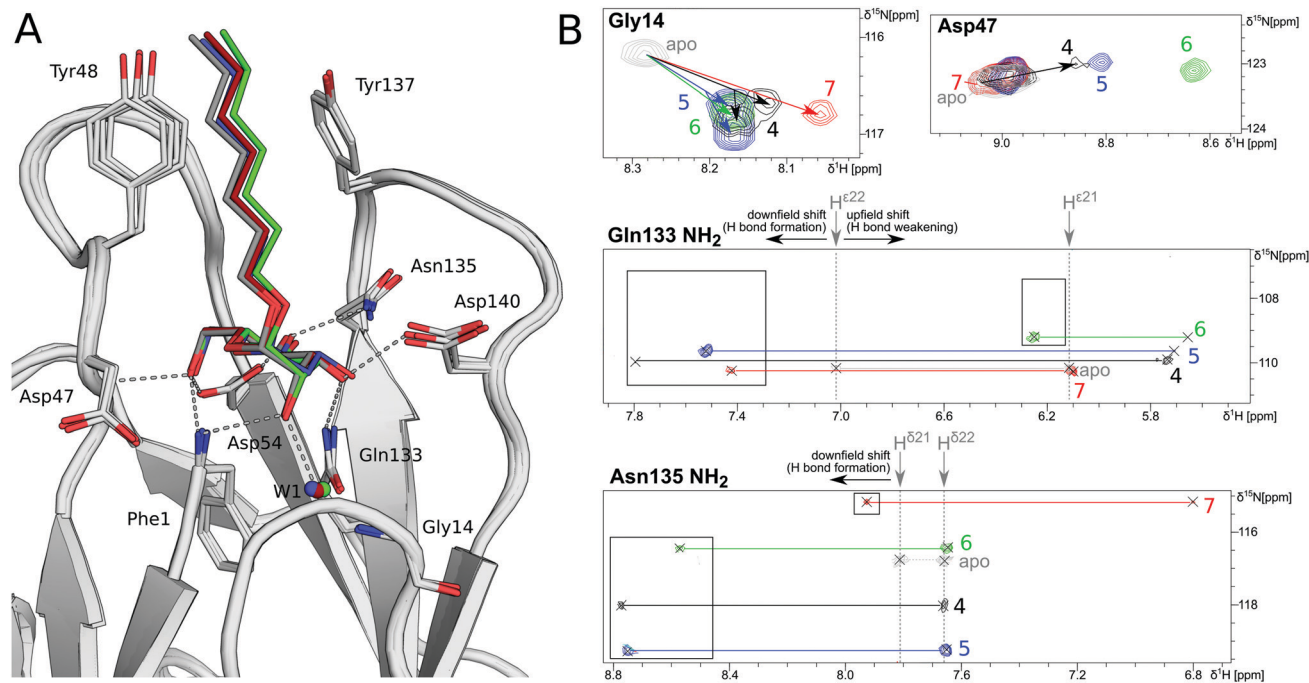 A
Tyr48
Tyr137
Asn135
Asp140
Asp47
Asp54
Gln133
W1
Phe1
Gly14
B
Gly14
apo
5
6
4
7
δ¹⁵N[ppm]
116
117
8.3
8.2
8.1
δ¹H [ppm]
Asp47
4
5
6
7
apo
δ¹⁵N[ppm]
123
124
9.0
8.8
8.6
δ¹H [ppm]
Hε22
Hε21
downfield shift
(H bond formation)
upfield shift
(H bond weakening)
Gln133 NH₂
δ¹⁵N[ppm]
108
110
6
5
4
apo
7
7.8
7.4
7.0
6.6
6.2
5.8
δ¹H [ppm]
Hδ21
Hδ22
downfield shift
(H bond formation)
Asn135 NH₂
δ¹⁵N[ppm]
116
118
7
6
apo
4
5
8.8
8.4
8.0
7.6
7.2
6.8
δ¹H [ppm]